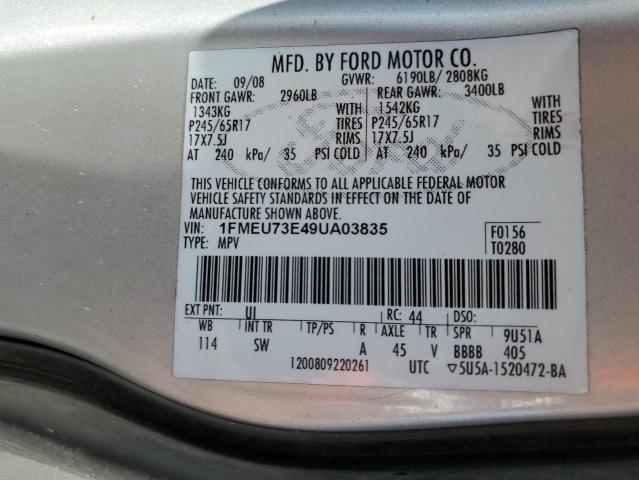 MFD. BY FORD MOTOR CO.
DATE: 09/08 GVWR: 6190LB/ 2808KG
FRONT GAWR: 2960LB REAR GAWR: 3400LB
1343KG WITH 1542KG WITH
P245/65R17 TIRES P245/65R17 TIRES
17X7.5J RIMS 17X7.5J RIMS
AT 240 kPa/ 35 PSI COLD AT 240 kPa/ 35 PSI COLD
THIS VEHICLE CONFORMS TO ALL APPLICABLE FEDERAL MOTOR
VEHICLE SAFETY STANDARDS IN EFFECT ON THE DATE OF
MANUFACTURE SHOWN ABOVE.
VIN: 1FMEU73E49UA03835 F0156
TYPE: MPV T0280
EXT PNT: UI RC: 44 DSO:
WB INT TR TP/PS R AXLE TR SPR 9U51A
114 SW A 45 V BBBB 405
1200809220261 UTC ▽5U5A-1520472-BA